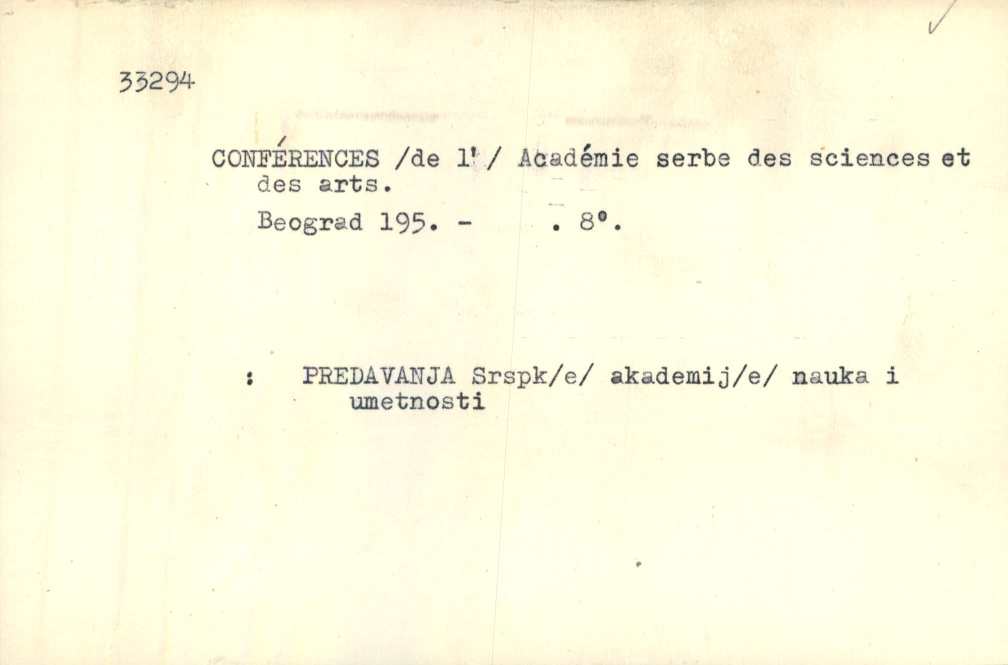 33294
CONFÉRENCES /de l'/ Académie serbe des sciences et
des arts.
Beograd 195. - . 8°.
: PREDAVANJA Srspk/e/ akademij/e/ nauka i
umetnosti